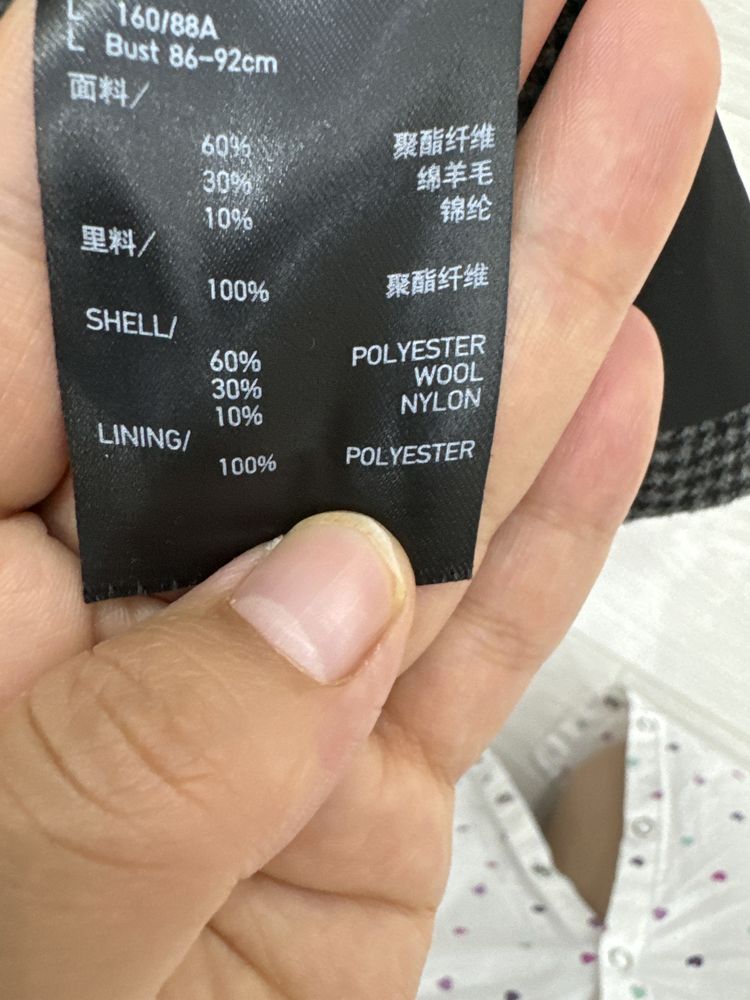 L 160/88A
L Bust 86-92cm
面料/
60% 聚酯纤维
30% 绵羊毛
10% 锦纶
里料/
100% 聚酯纤维
SHELL/
60% POLYESTER
30% WOOL
10% NYLON
LINING/
100% POLYESTER